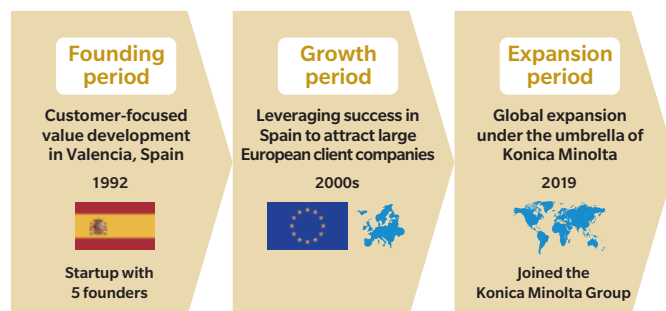 Founding
period
Customer-focused
value development
in Valencia, Spain
1992
Startup with
5 founders
Growth
period
Leveraging success in
Spain to attract large
European client companies
2000s
Expansion
period
Global expansion
under the umbrella of
Konica Minolta
2019
Joined the
Konica Minolta Group